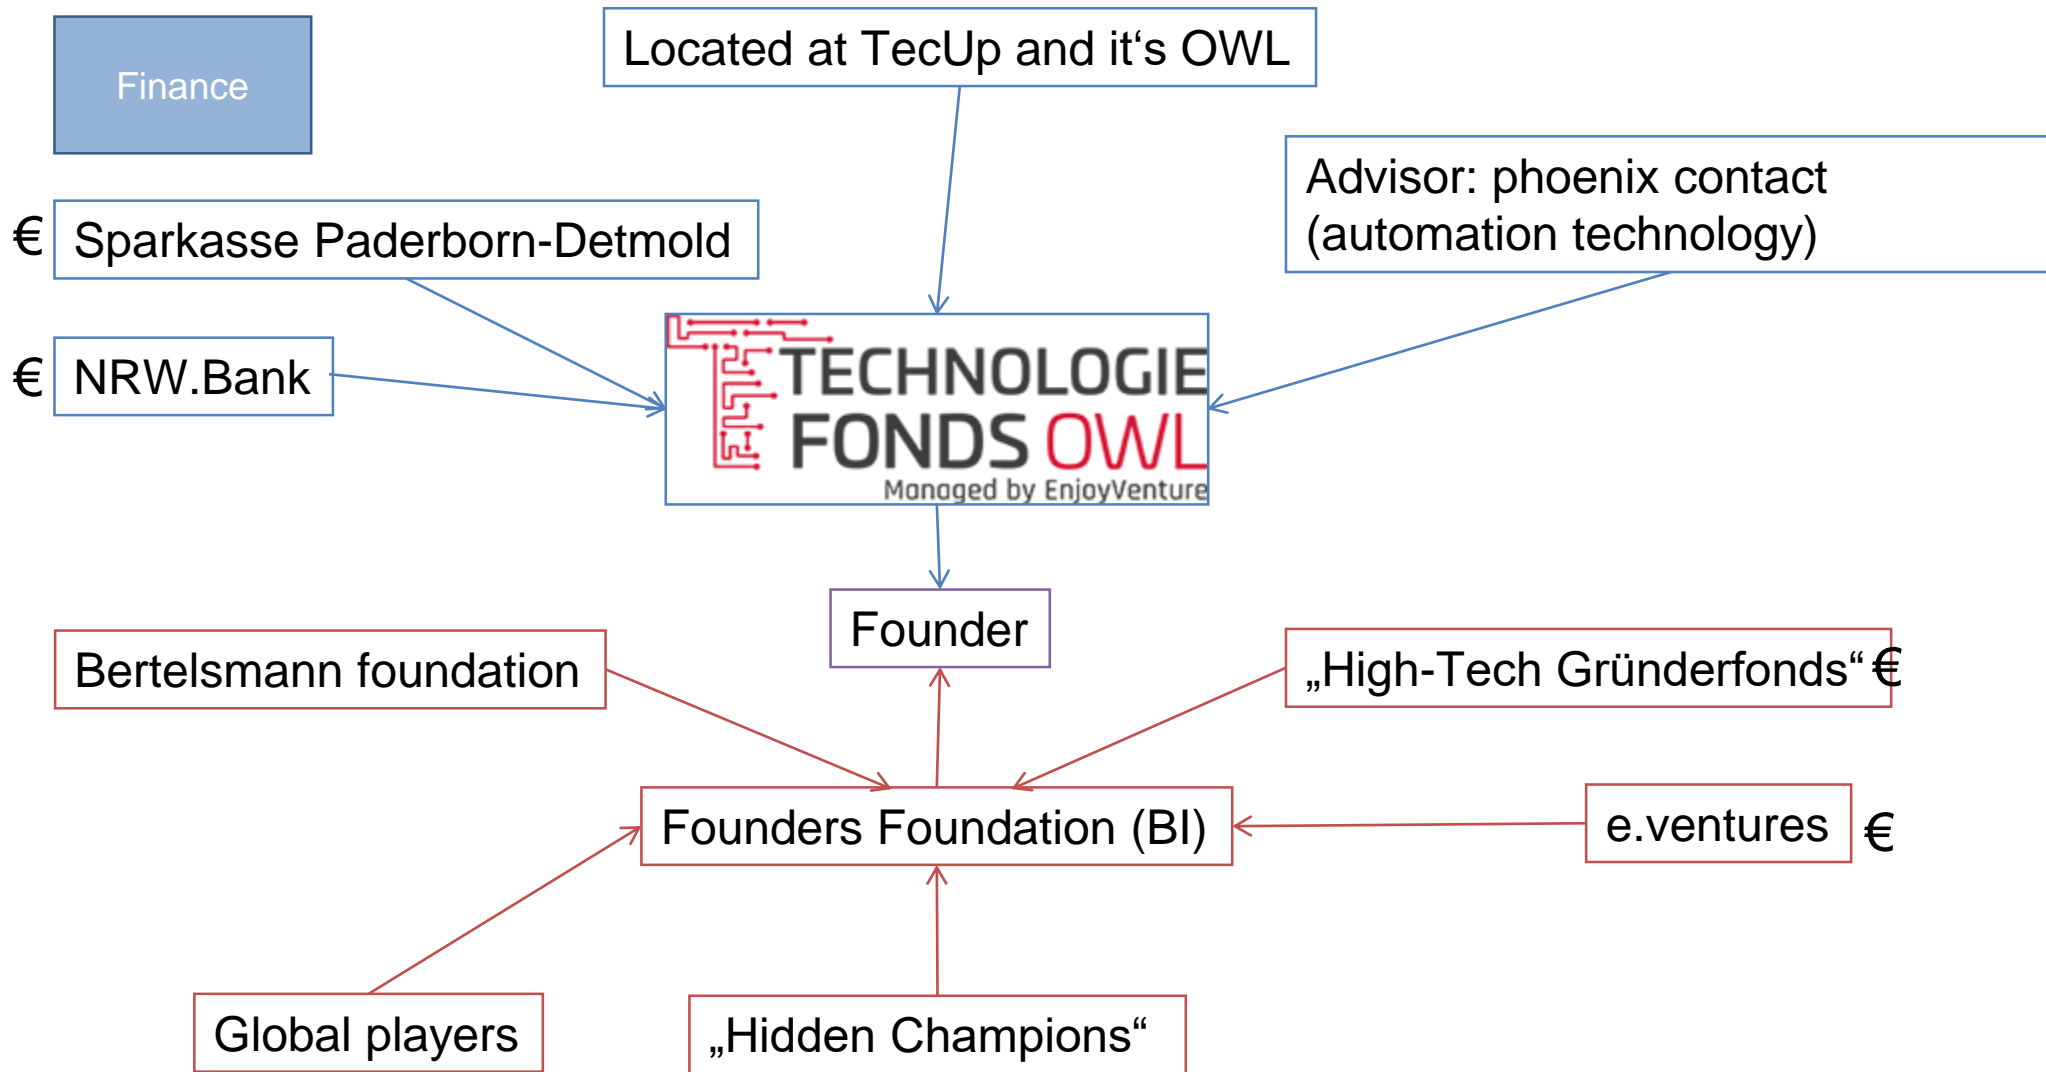 Finance
Located at TecUp and it‘s OWL
Advisor: phoenix contact
(automation technology)
€ Sparkasse Paderborn-Detmold
€ NRW.Bank
TECHNOLOGIE
FONDS OWL
Managed by EnjoyVenture
Founder
Bertelsmann foundation
„High-Tech Gründerfonds“ €
Founders Foundation (BI)
e.ventures €
Global players
„Hidden Champions“